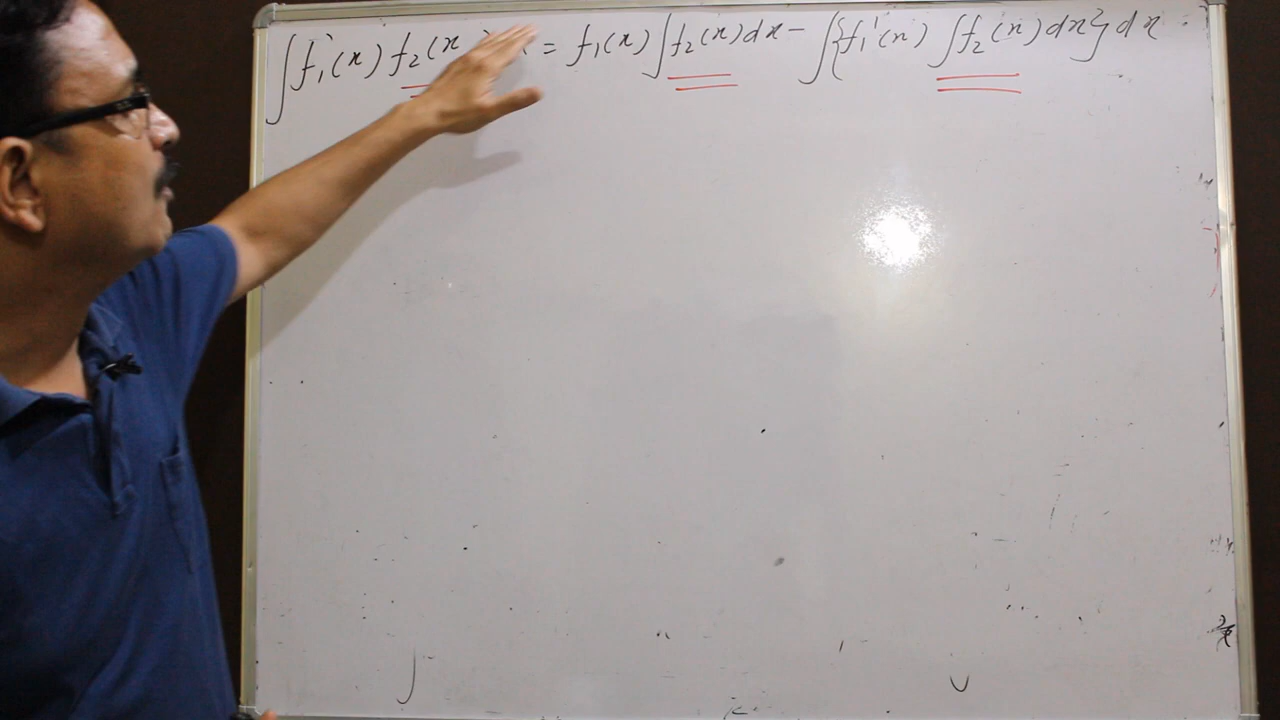 ∫ f₁(x) f₂(x = f₁(x) ∫ f₂(x) dx - ∫{f₁'(x) ∫ f₂(x) dx} dx